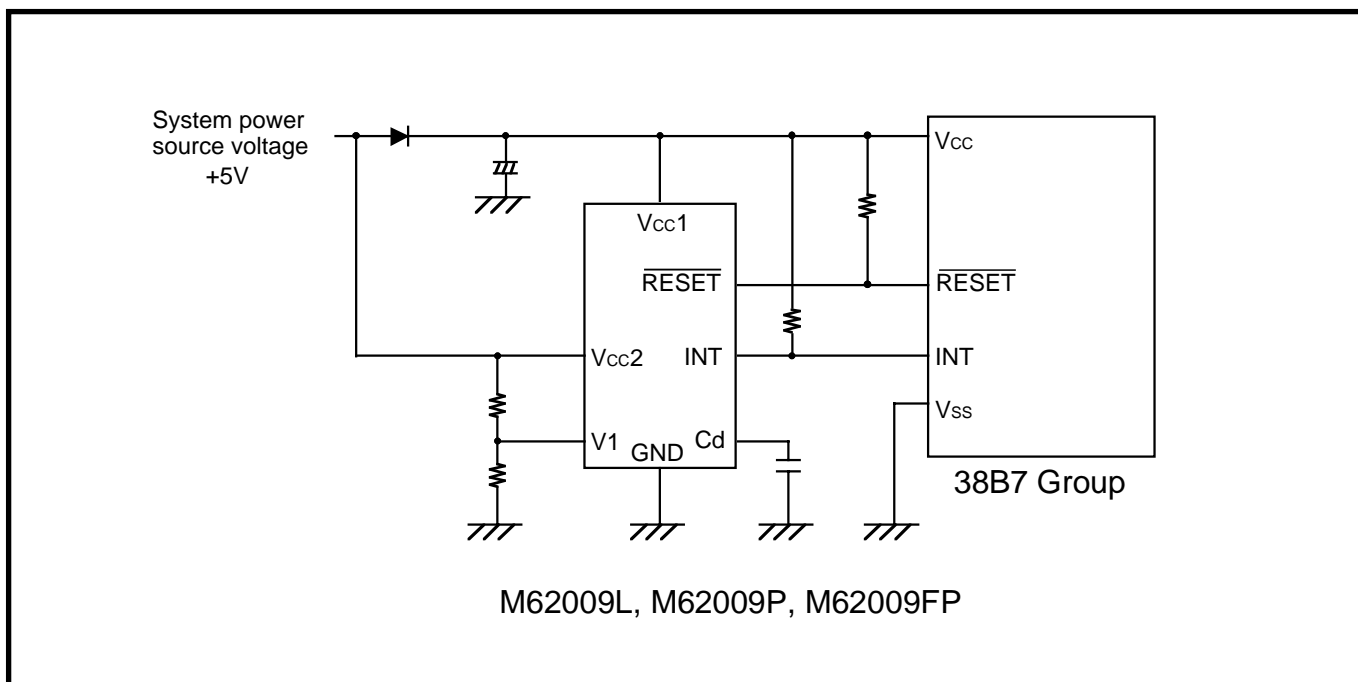 System power
source voltage
+5V
VCC
VCC1
RESET
RESET
VCC2
INT
INT
V1
GND
Cd
VSS
38B7 Group
M62009L, M62009P, M62009FP